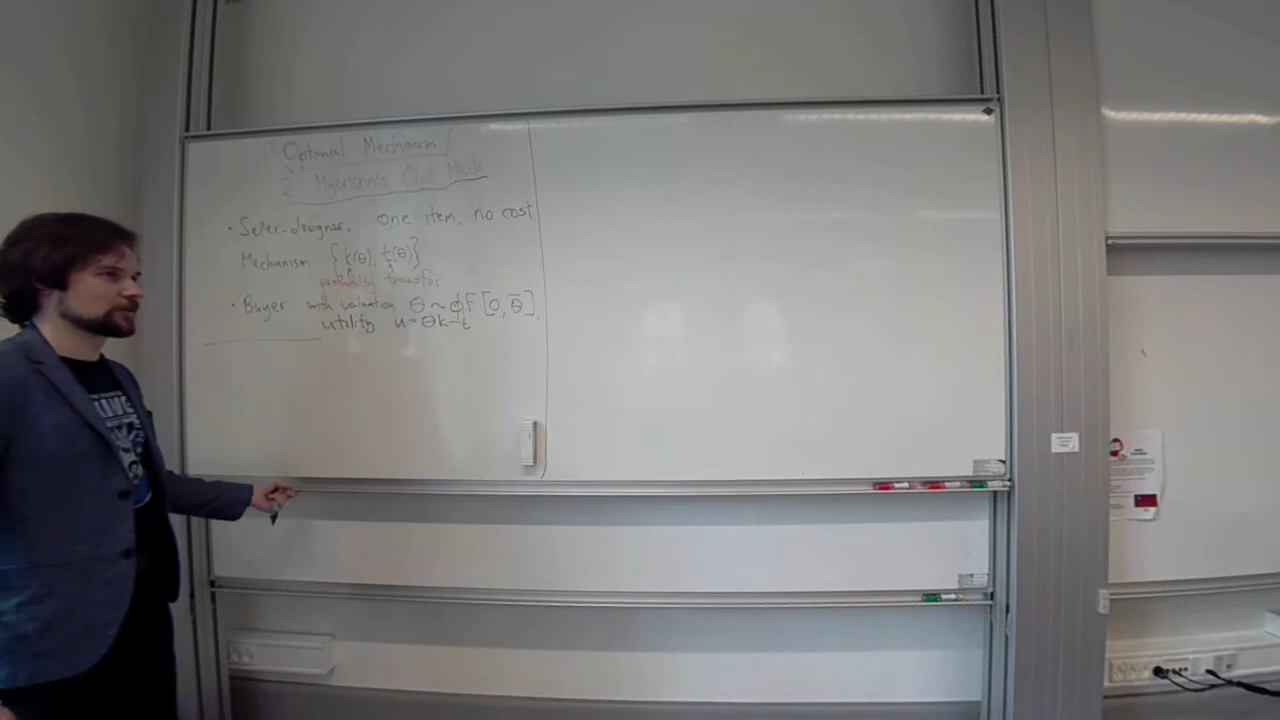 Optimal Mechanism
2. Myerson's Opt Mech
• Seller-designer, one item, no cost
Mechanism {k(θ), t(θ)}
probability transfer
• Buyer with valuation θ ~ F [0, θ̄],
utility u = θk - t
LIVE